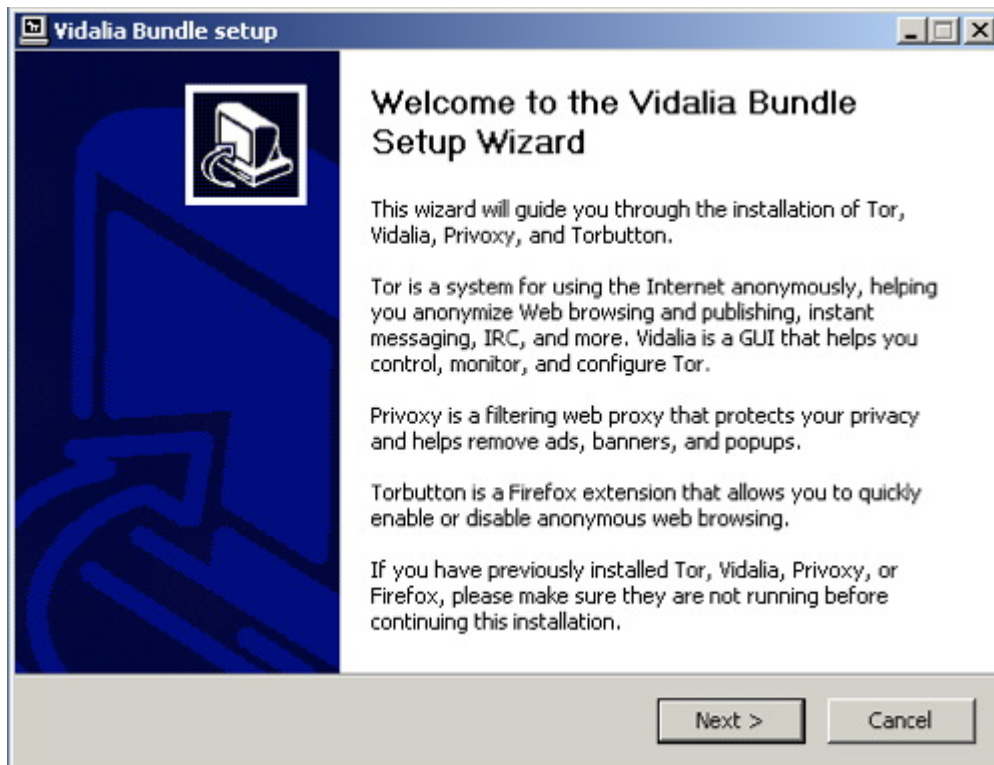 Vidalia Bundle setup
Welcome to the Vidalia Bundle
Setup Wizard
This wizard will guide you through the installation of Tor,
Vidalia, Privoxy, and Torbutton.
Tor is a system for using the Internet anonymously, helping
you anonymize Web browsing and publishing, instant
messaging, IRC, and more. Vidalia is a GUI that helps you
control, monitor, and configure Tor.
Privoxy is a filtering web proxy that protects your privacy
and helps remove ads, banners, and popups.
Torbutton is a Firefox extension that allows you to quickly
enable or disable anonymous web browsing.
If you have previously installed Tor, Vidalia, Privoxy, or
Firefox, please make sure they are not running before
continuing this installation.
Next >
Cancel